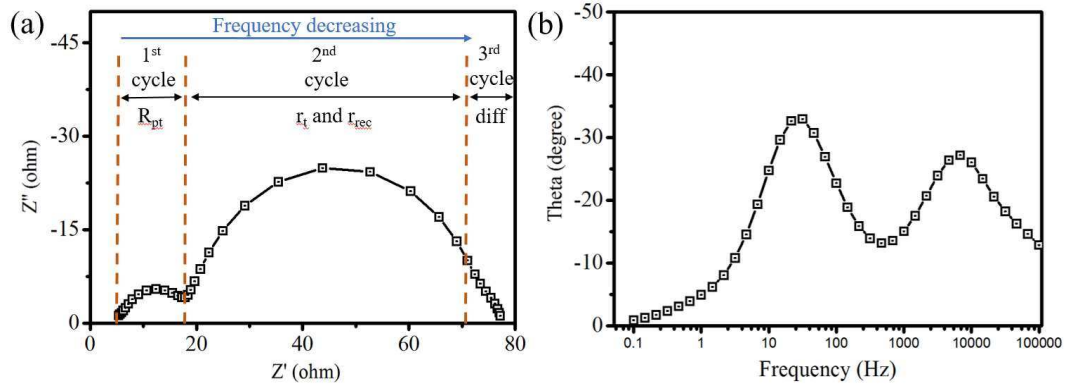 (a)
Frequency decreasing
1st
cycle
Rpt
2nd
cycle
rt and rrec
3rd
cycle
diff
-45
-30
-15
0
Z'' (ohm)
0 20 40 60 80
Z' (ohm)
(b)
-50
-40
-30
-20
-10
0
Theta (degree)
0.1 1 10 100 1000 10000 100000
Frequency (Hz)